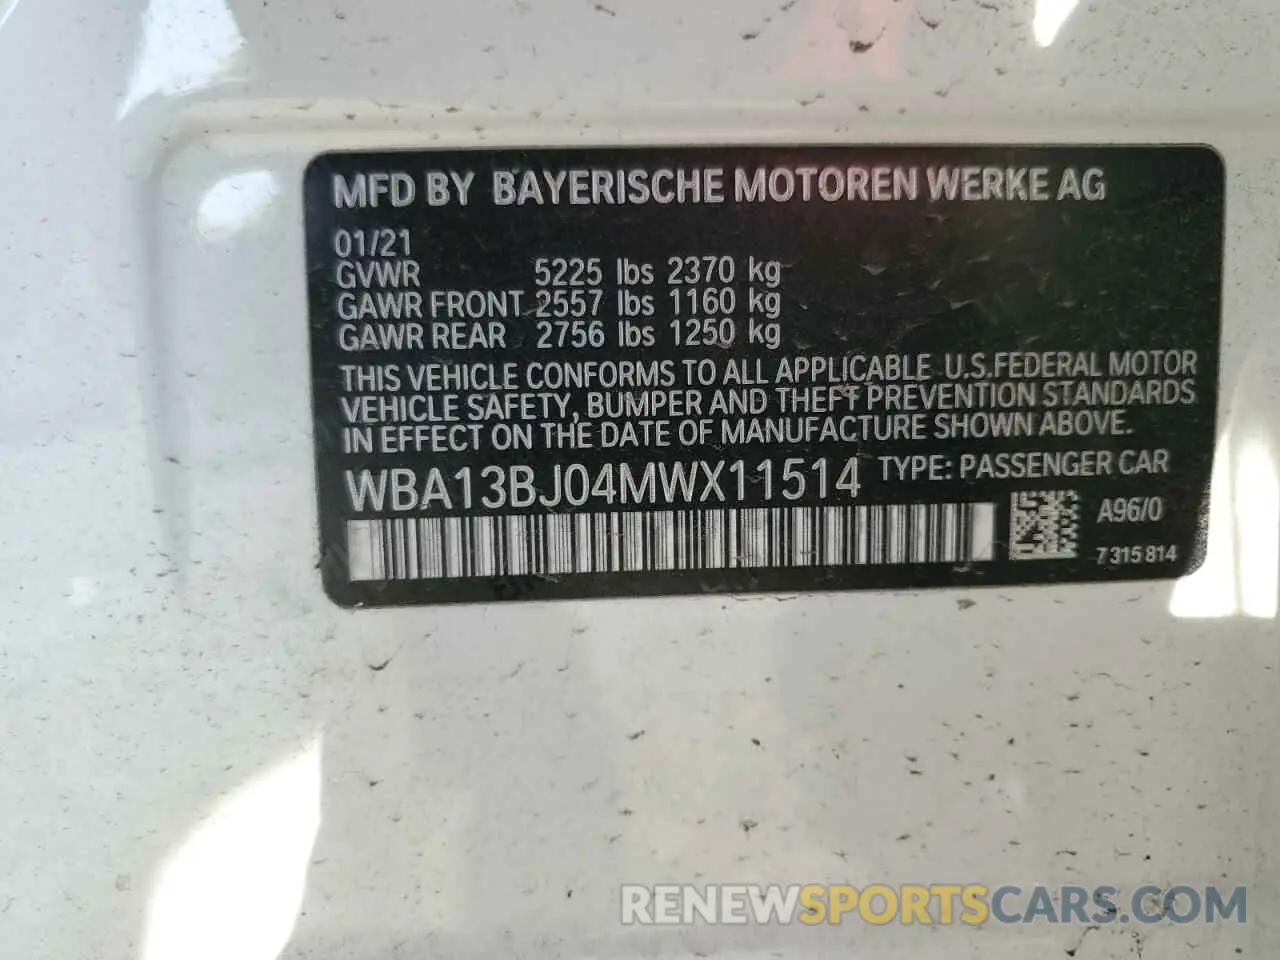 MFD BY BAYERISCHE MOTOREN WERKE AG
01/21
GVWR 5225 lbs 2370 kg
GAWR FRONT 2557 lbs 1160 kg
GAWR REAR 2756 lbs 1250 kg
THIS VEHICLE CONFORMS TO ALL APPLICABLE U.S.FEDERAL MOTOR
VEHICLE SAFETY, BUMPER AND THEFT PREVENTION STANDARDS
IN EFFECT ON THE DATE OF MANUFACTURE SHOWN ABOVE.
WBA13BJ04MWX11514 TYPE: PASSENGER CAR
A96/0
7 315 814
RENEWSPORTSCARS.COM